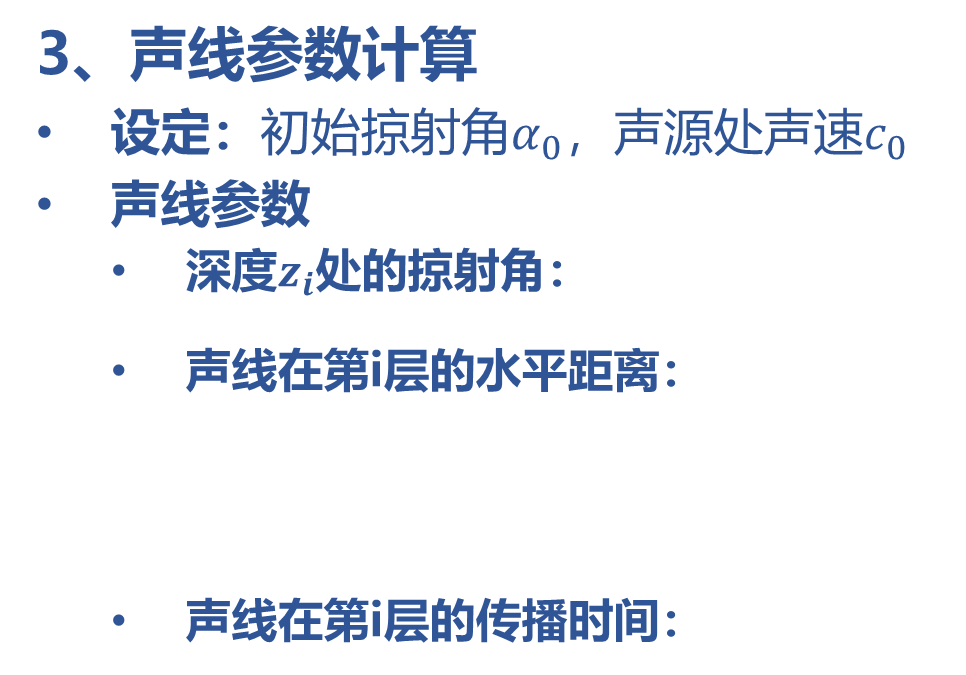 3、声线参数计算
• 设定：初始掠射角α₀，声源处声速c₀
• 声线参数
• 深度zᵢ处的掠射角：
• 声线在第i层的水平距离：
• 声线在第i层的传播时间：